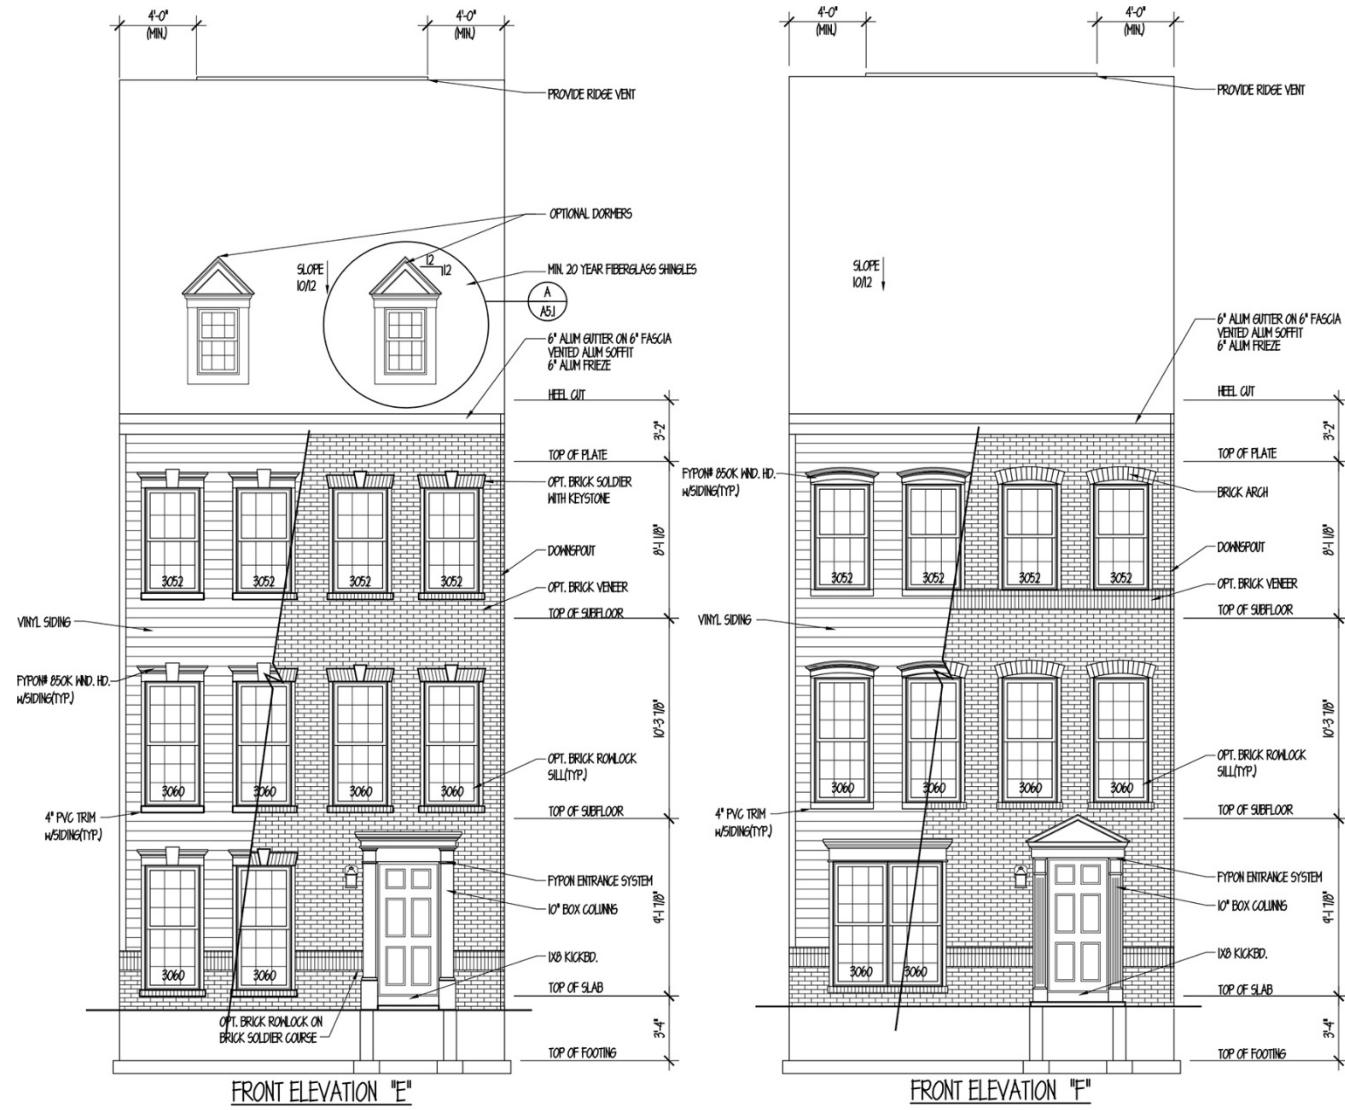 4'-0"
(MIN.)
4'-0"
(MIN.)
PROVIDE RIDGE VENT
OPTIONAL DORMERS
SLOPE
10/12
12
12
MIN. 20 YEAR FIBERGLASS SHINGLES
A
A5.1
6" ALUM GUTTER ON 6" FASCIA
VENTED ALUM SOFFIT
6" ALUM FRIEZE
HEEL CUT
3'-2"
TOP OF PLATE
OPT. BRICK SOLDIER
WITH KEYSTONE
8'-1 1/8"
DOWNSPOUT
3052
3052
3052
3052
OPT. BRICK VENEER
TOP OF SUBFLOOR
VINYL SIDING
FYPON# 850K WND. HD.
W/SIDING(TYP.)
10'-3 7/8"
OPT. BRICK ROWLOCK
SILL(TYP.)
3060
3060
3060
3060
TOP OF SUBFLOOR
4" PVC TRIM
W/SIDING(TYP.)
FYPON ENTRANCE SYSTEM
10" BOX COLUMNS
9'-1 7/8"
1X8 KICKBD.
3060
3060
TOP OF SLAB
OPT. BRICK ROWLOCK ON
BRICK SOLDIER COURSE
3'-4"
TOP OF FOOTING
FRONT ELEVATION "E"
4'-0"
(MIN.)
4'-0"
(MIN.)
PROVIDE RIDGE VENT
SLOPE
10/12
6" ALUM GUTTER ON 6" FASCIA
VENTED ALUM SOFFIT
6" ALUM FRIEZE
HEEL CUT
3'-2"
TOP OF PLATE
FYPON# 850K WND. HD.
W/SIDING(TYP.)
BRICK ARCH
8'-1 1/8"
DOWNSPOUT
3052
3052
3052
3052
OPT. BRICK VENEER
TOP OF SUBFLOOR
VINYL SIDING
10'-3 7/8"
OPT. BRICK ROWLOCK
SILL(TYP.)
3060
3060
3060
3060
TOP OF SUBFLOOR
4" PVC TRIM
W/SIDING(TYP.)
FYPON ENTRANCE SYSTEM
10" BOX COLUMNS
9'-1 7/8"
1X8 KICKBD.
3060
3060
TOP OF SLAB
3'-4"
TOP OF FOOTING
FRONT ELEVATION "F"